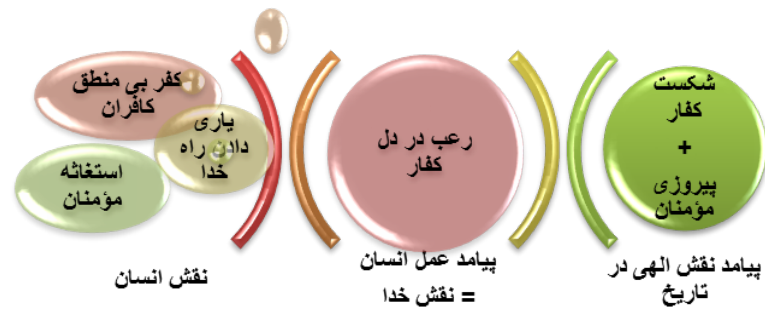 کفر بی منطق
کافران
یاری
دادن راه
خدا
استغاثه
مؤمنان
نقش انسان
رعب در دل
کفار
پیامد عمل انسان
= نقش خدا
شکست
کفار
+
پیروزی
مؤمنان
پیامد نقش الهی در
تاریخ